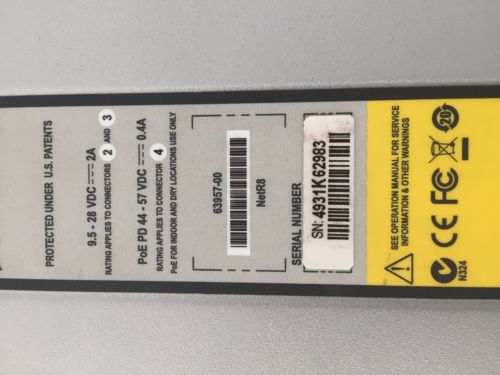 PROTECTED UNDER U.S. PATENTS
9.5 - 28 VDC 2A
RATING APPLIES TO CONNECTORS 2 AND 3
PoE PD 44 - 57 VDC 0.4A
RATING APPLIES TO CONNECTOR 4
PoE FOR INDOOR AND DRY LOCATIONS USE ONLY
63957-00
NetR8
SERIAL NUMBER
SN: 4931K62983
SEE OPERATION MANUAL FOR SERVICE
INFORMATION & OTHER WARNINGS
CE FC 20
N324